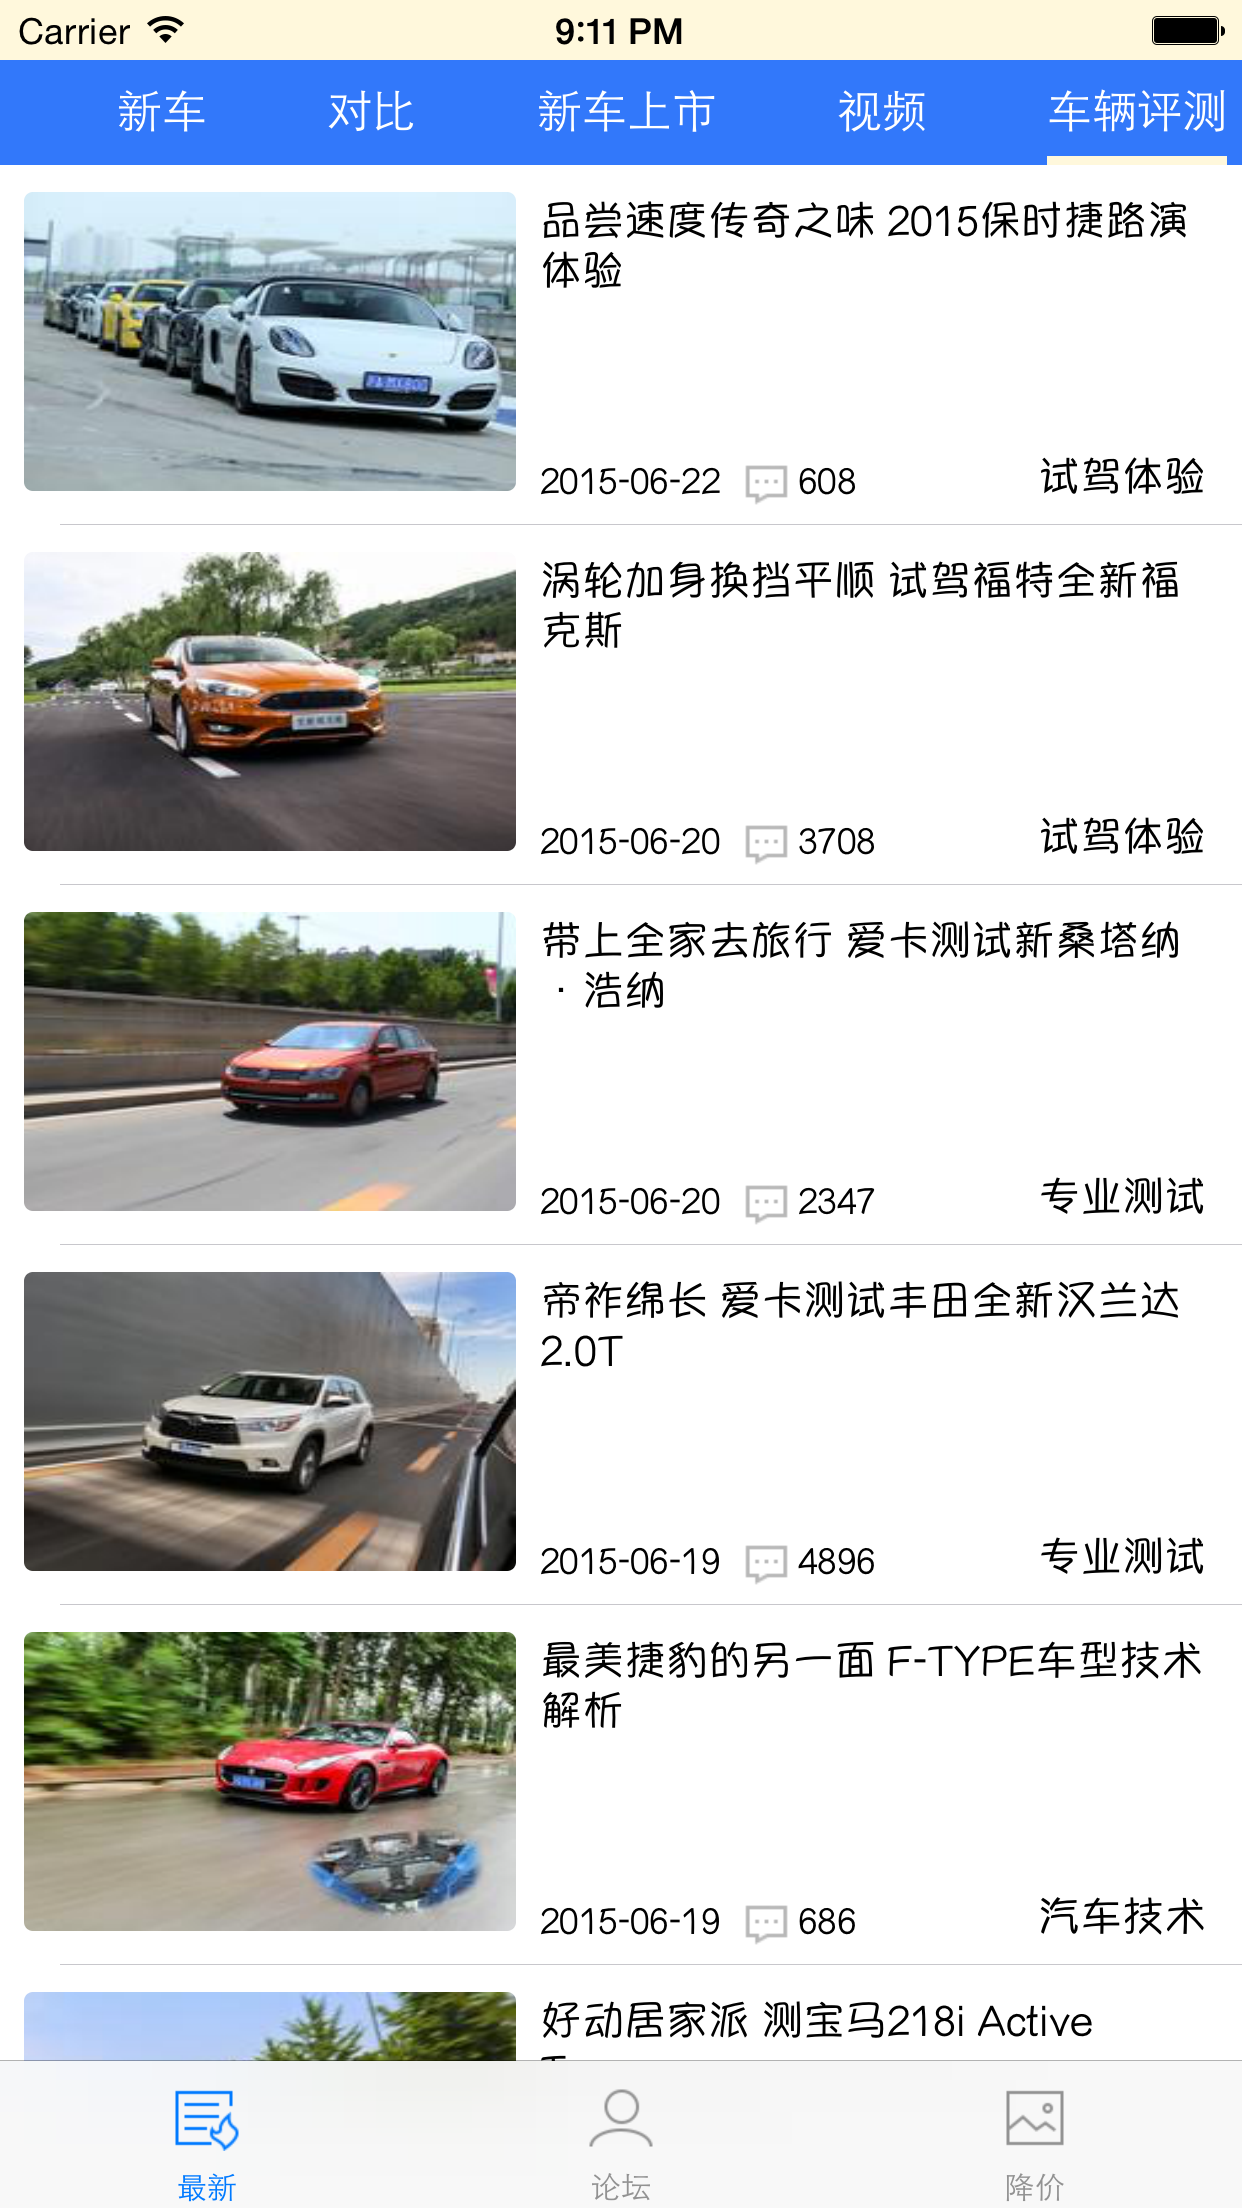 Carrier 9:11 PM
新车 对比 新车上市 视频 车辆评测
品尝速度传奇之味 2015保时捷路演
体验
2015-06-22 608 试驾体验
涡轮加身换挡平顺 试驾福特全新福
克斯
2015-06-20 3708 试驾体验
带上全家去旅行 爱卡测试新桑塔纳
·浩纳
2015-06-20 2347 专业测试
帝祚绵长 爱卡测试丰田全新汉兰达
2.0T
2015-06-19 4896 专业测试
最美捷豹的另一面 F-TYPE车型技术
解析
2015-06-19 686 汽车技术
好动居家派 测宝马218i Active
最新 论坛 降价